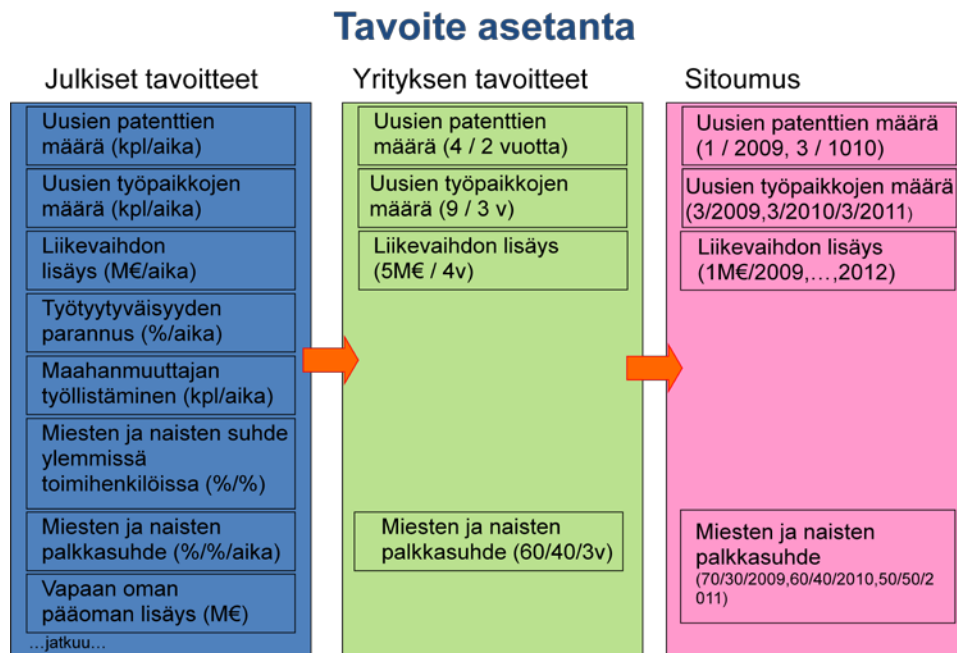 Tavoite asetanta
Julkiset tavoitteet
Uusien patenttien
määrä (kpl/aika)
Uusien työpaikkojen
määrä (kpl/aika)
Liikevaihdon
lisäys (M€/aika)
Työtyytyväisyyden
parannus (%/aika)
Maahanmuuttajan
työllistäminen (kpl/aika)
Miesten ja naisten suhde
ylemmissä
toimihenkilöissa (%/%)
Miesten ja naisten
palkkasuhde (%/%/aika)
Vapaan oman
pääoman lisäys (M€)
…jatkuu…
Yrityksen tavoitteet
Uusien patenttien
määrä (4 / 2 vuotta)
Uusien työpaikkojen
määrä (9 / 3 v)
Liikevaihdon lisäys
(5M€ / 4v)
Miesten ja naisten
palkkasuhde (60/40/3v)
Sitoumus
Uusien patenttien määrä
(1 / 2009, 3 / 1010)
Uusien työpaikkojen määrä
(3/2009,3/2010/3/2011)
Liikevaihdon lisäys
(1M€/2009,…,2012)
Miesten ja naisten
palkkasuhde
(70/30/2009,60/40/2010,50/50/2
011)